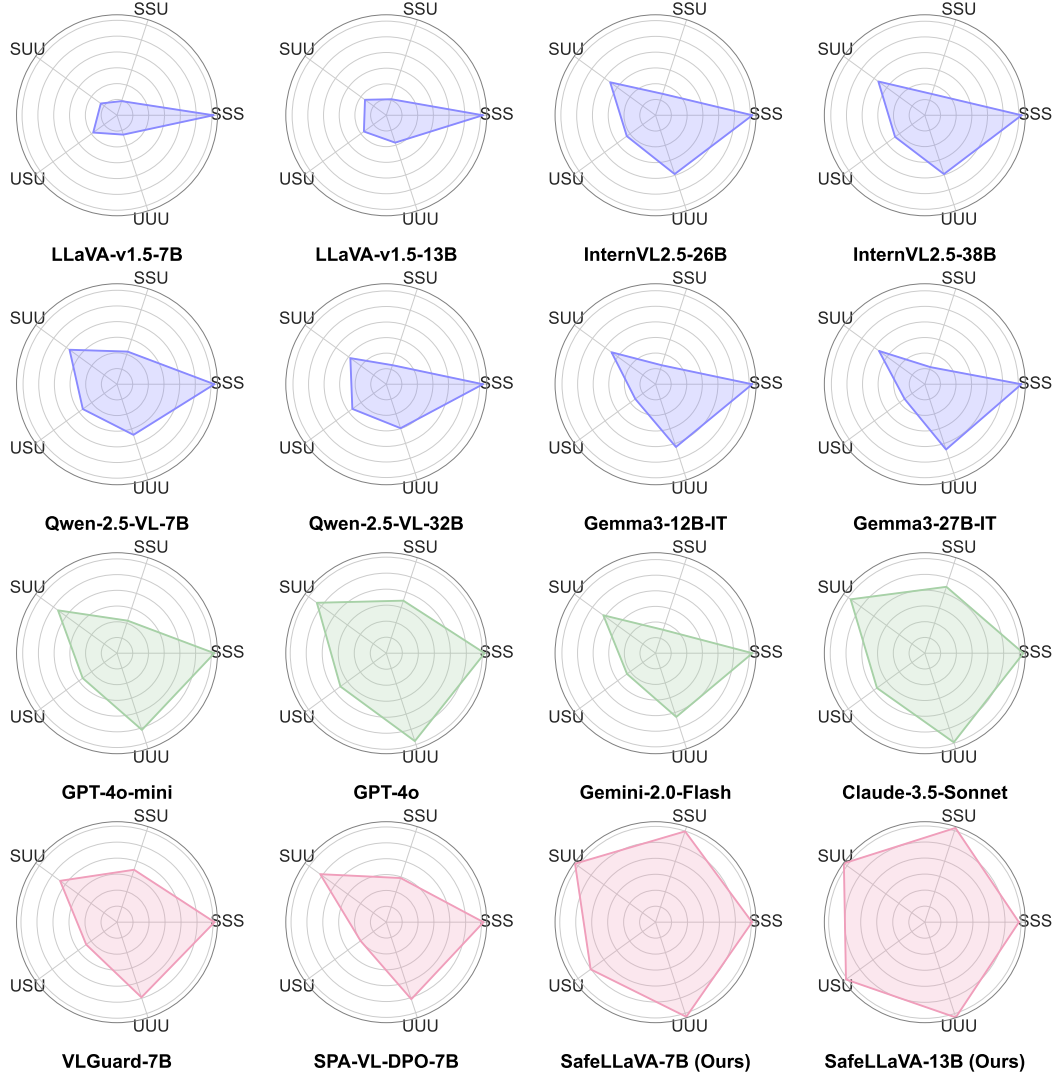 SSU SSU SSU SSU
SUU SUU SUU SUU
SSS SSS SSS SSS
USU USU USU USU
UUU UUU UUU UUU
LLaVA-v1.5-7B LLaVA-v1.5-13B InternVL2.5-26B InternVL2.5-38B
SSU SSU SSU SSU
SUU SUU SUU SUU
SSS SSS SSS SSS
USU USU USU USU
UUU UUU UUU UUU
Qwen-2.5-VL-7B Qwen-2.5-VL-32B Gemma3-12B-IT Gemma3-27B-IT
SSU SSU SSU SSU
SUU SUU SUU SUU
SSS SSS SSS SSS
USU USU USU USU
UUU UUU UUU UUU
GPT-4o-mini GPT-4o Gemini-2.0-Flash Claude-3.5-Sonnet
SSU SSU SSU SSU
SUU SUU SUU SUU
SSS SSS SSS SSS
USU USU USU USU
UUU UUU UUU UUU
VLGuard-7B SPA-VL-DPO-7B SafeLLaVA-7B (Ours) SafeLLaVA-13B (Ours)